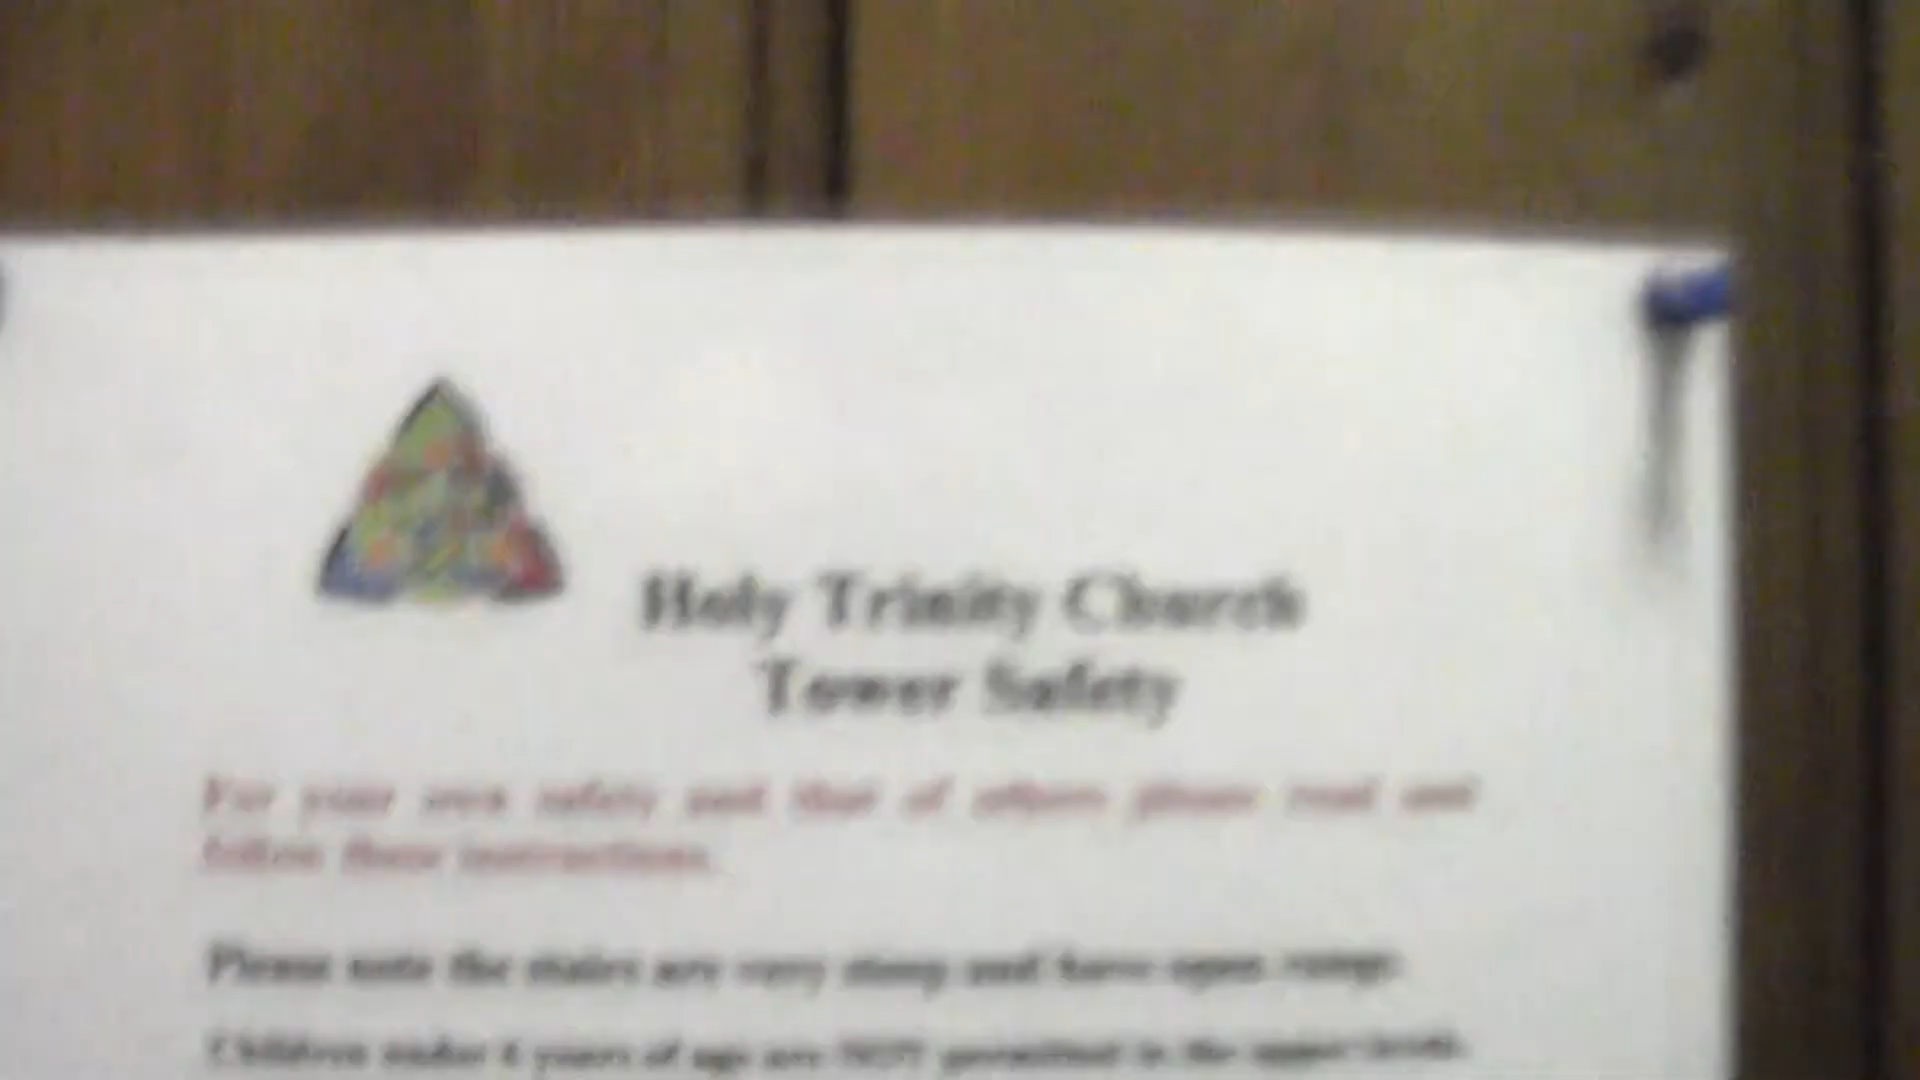 Holy Trinity Church
Tower Safety
For your own safety and that of others please read and
follow these instructions.
Please note the stairs are very steep and have open rungs
Children under years of age are NOT permitted in the upper levels.